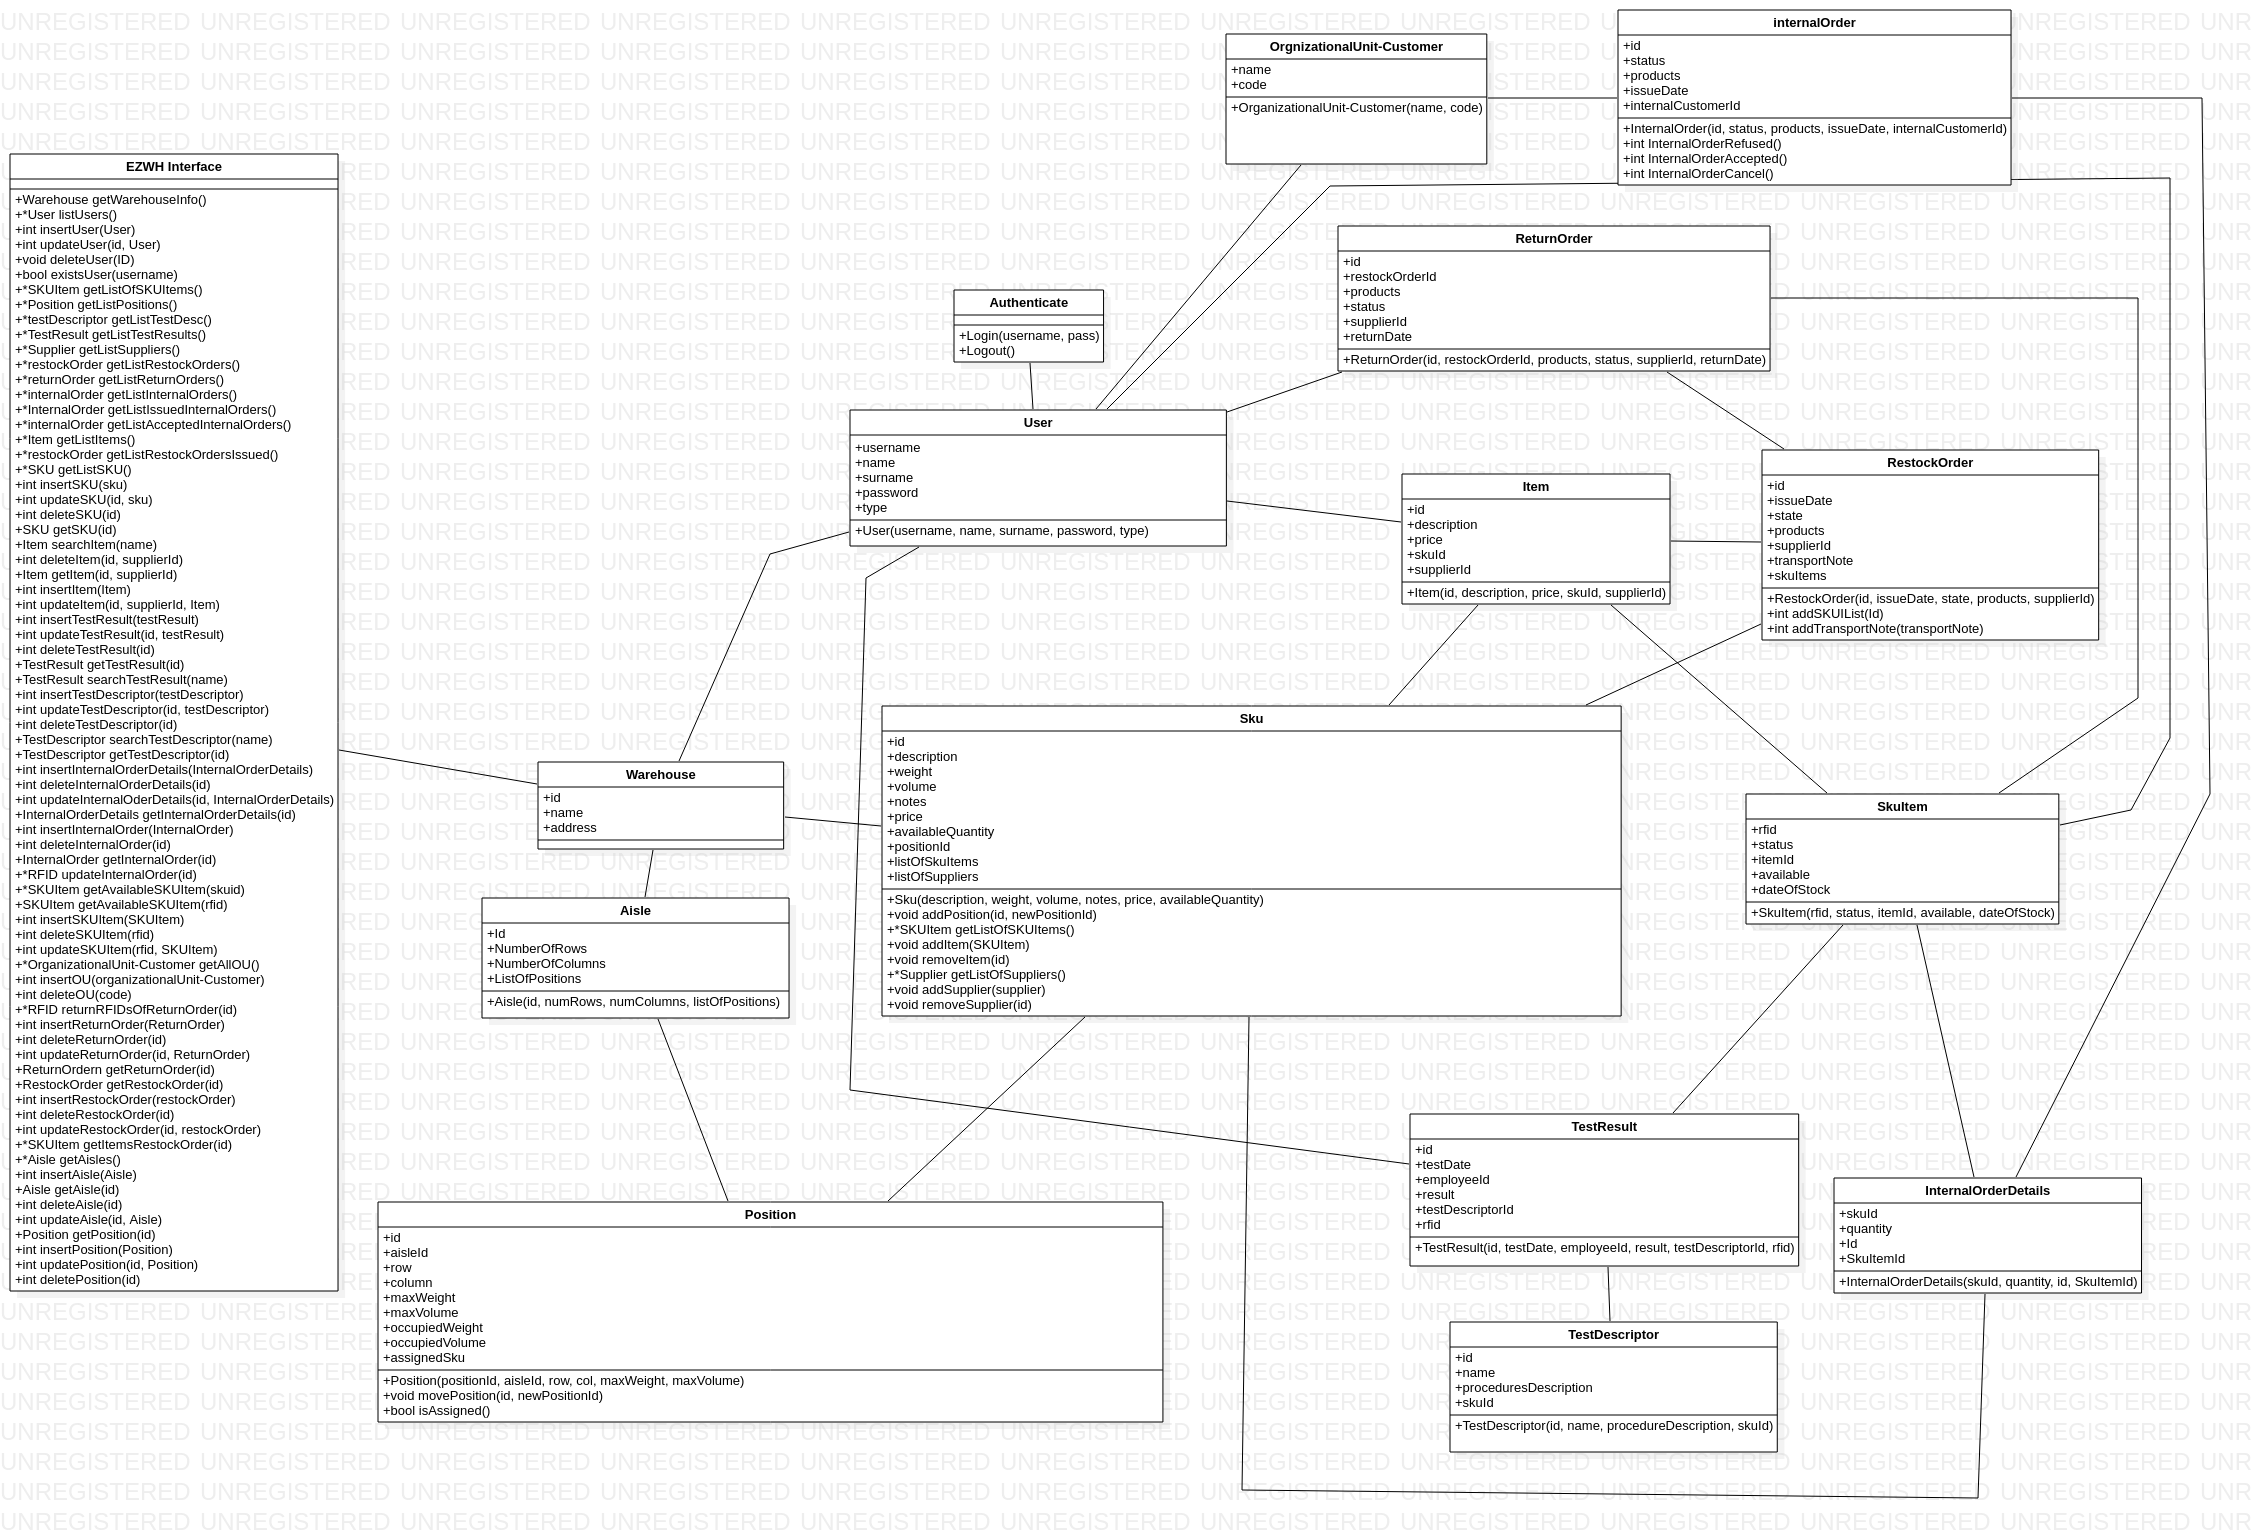 EZWH Interface
+Warehouse getWarehouseInfo()
+*User listUsers()
+int insertUser(User)
+int updateUser(id, User)
+void deleteUser(ID)
+bool existsUser(username)
+*SKUItem getListOfSKUItems()
+*Position getListPositions()
+*testDescriptor getListTestDesc()
+*TestResult getListTestResults()
+*Supplier getListSuppliers()
+*restockOrder getListRestockOrders()
+*returnOrder getListReturnOrders()
+*internalOrder getListInternalOrders()
+*InternalOrder getListIssuedInternalOrders()
+*internalOrder getListAcceptedInternalOrders()
+*Item getListItems()
+*restockOrder getListRestockOrdersIssued()
+*SKU getListSKU()
+int insertSKU(sku)
+int updateSKU(id, sku)
+int deleteSKU(id)
+SKU getSKU(id)
+Item searchItem(name)
+int deleteItem(id, supplierId)
+Item getItem(id, supplierId)
+int insertItem(Item)
+int updateItem(id, supplierId, Item)
+int insertTestResult(testResult)
+int updateTestResult(id, testResult)
+int deleteTestResult(id)
+TestResult getTestResult(id)
+TestResult searchTestResult(name)
+int insertTestDescriptor(testDescriptor)
+int updateTestDescriptor(id, testDescriptor)
+int deleteTestDescriptor(id)
+TestDescriptor searchTestDescriptor(name)
+TestDescriptor getTestDescriptor(id)
+int insertInternalOrderDetails(InternalOrderDetails)
+int deleteInternalOrderDetails(id)
+int updateInternalOderDetails(id, InternalOrderDetails)
+InternalOrderDetails getInternalOrderDetails(id)
+int insertInternalOrder(InternalOrder)
+int deleteInternalOrder(id)
+InternalOrder getInternalOrder(id)
+*RFID updateInternalOrder(id)
+*SKUItem getAvailableSKUItem(skuid)
+SKUItem getAvailableSKUItem(rfid)
+int insertSKUItem(SKUItem)
+int deleteSKUItem(rfid)
+int updateSKUItem(rfid, SKUItem)
+*OrganizationalUnit-Customer getAllOU()
+int insertOU(organizationalUnit-Customer)
+int deleteOU(code)
+*RFID returnRFIDsOfReturnOrder(id)
+int insertReturnOrder(ReturnOrder)
+int deleteReturnOrder(id)
+int updateReturnOrder(id, ReturnOrder)
+ReturnOrdern getReturnOrder(id)
+RestockOrder getRestockOrder(id)
+int insertRestockOrder(restockOrder)
+int deleteRestockOrder(id)
+int updateRestockOrder(id, restockOrder)
+*SKUItem getItemsRestockOrder(id)
+*Aisle getAisles()
+int insertAisle(Aisle)
+Aisle getAisle(id)
+int deleteAisle(id)
+int updateAisle(id, Aisle)
+Position getPosition(id)
+int insertPosition(Position)
+int updatePosition(id, Position)
+int deletePosition(id)
OrgnizationalUnit-Customer
+name
+code
+OrganizationalUnit-Customer(name, code)
internalOrder
+id
+status
+products
+issueDate
+internalCustomerId
+InternalOrder(id, status, products, issueDate, internalCustomerId)
+int InternalOrderRefused()
+int InternalOrderAccepted()
+int InternalOrderCancel()
ReturnOrder
+id
+restockOrderId
+products
+status
+supplierId
+returnDate
+ReturnOrder(id, restockOrderId, products, status, supplierId, returnDate)
Authenticate
+Login(username, pass)
+Logout()
User
+username
+name
+surname
+password
+type
+User(username, name, surname, password, type)
Item
+id
+description
+price
+skuId
+supplierId
+Item(id, description, price, skuId, supplierId)
RestockOrder
+id
+issueDate
+state
+products
+supplierId
+transportNote
+skuItems
+RestockOrder(id, issueDate, state, products, supplierId)
+int addSKUIList(Id)
+int addTransportNote(transportNote)
Sku
+id
+description
+weight
+volume
+notes
+price
+availableQuantity
+positionId
+listOfSkuItems
+listOfSuppliers
+Sku(description, weight, volume, notes, price, availableQuantity)
+void addPosition(id, newPositionId)
+*SKUItem getListOfSKUItems()
+void addItem(SKUItem)
+void removeItem(id)
+*Supplier getListOfSuppliers()
+void addSupplier(supplier)
+void removeSupplier(id)
Warehouse
+id
+name
+address
SkuItem
+rfid
+status
+itemId
+available
+dateOfStock
+SkuItem(rfid, status, itemId, available, dateOfStock)
Aisle
+Id
+NumberOfRows
+NumberOfColumns
+ListOfPositions
+Aisle(id, numRows, numColumns, listOfPositions)
TestResult
+id
+testDate
+employeeId
+result
+testDescriptorId
+rfid
+TestResult(id, testDate, employeeId, result, testDescriptorId, rfid)
InternalOrderDetails
+skuId
+quantity
+Id
+SkuItemId
+InternalOrderDetails(skuId, quantity, id, SkuItemId)
Position
+id
+aisleId
+row
+column
+maxWeight
+maxVolume
+occupiedWeight
+occupiedVolume
+assignedSku
+Position(positionId, aisleId, row, col, maxWeight, maxVolume)
+void movePosition(id, newPositionId)
+bool isAssigned()
TestDescriptor
+id
+name
+proceduresDescription
+skuId
+TestDescriptor(id, name, procedureDescription, skuId)
UNREGISTERED